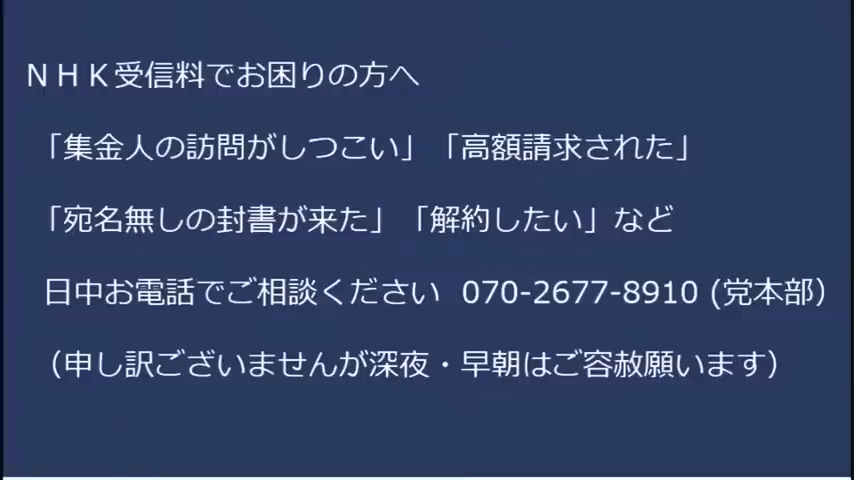 ＮＨＫ受信料でお困りの方へ
「集金人の訪問がしつこい」「高額請求された」
「宛名無しの封書が来た」「解約したい」など
日中お電話でご相談ください 070-2677-8910 (党本部）
（申し訳ございませんが深夜・早朝はご容赦願います）